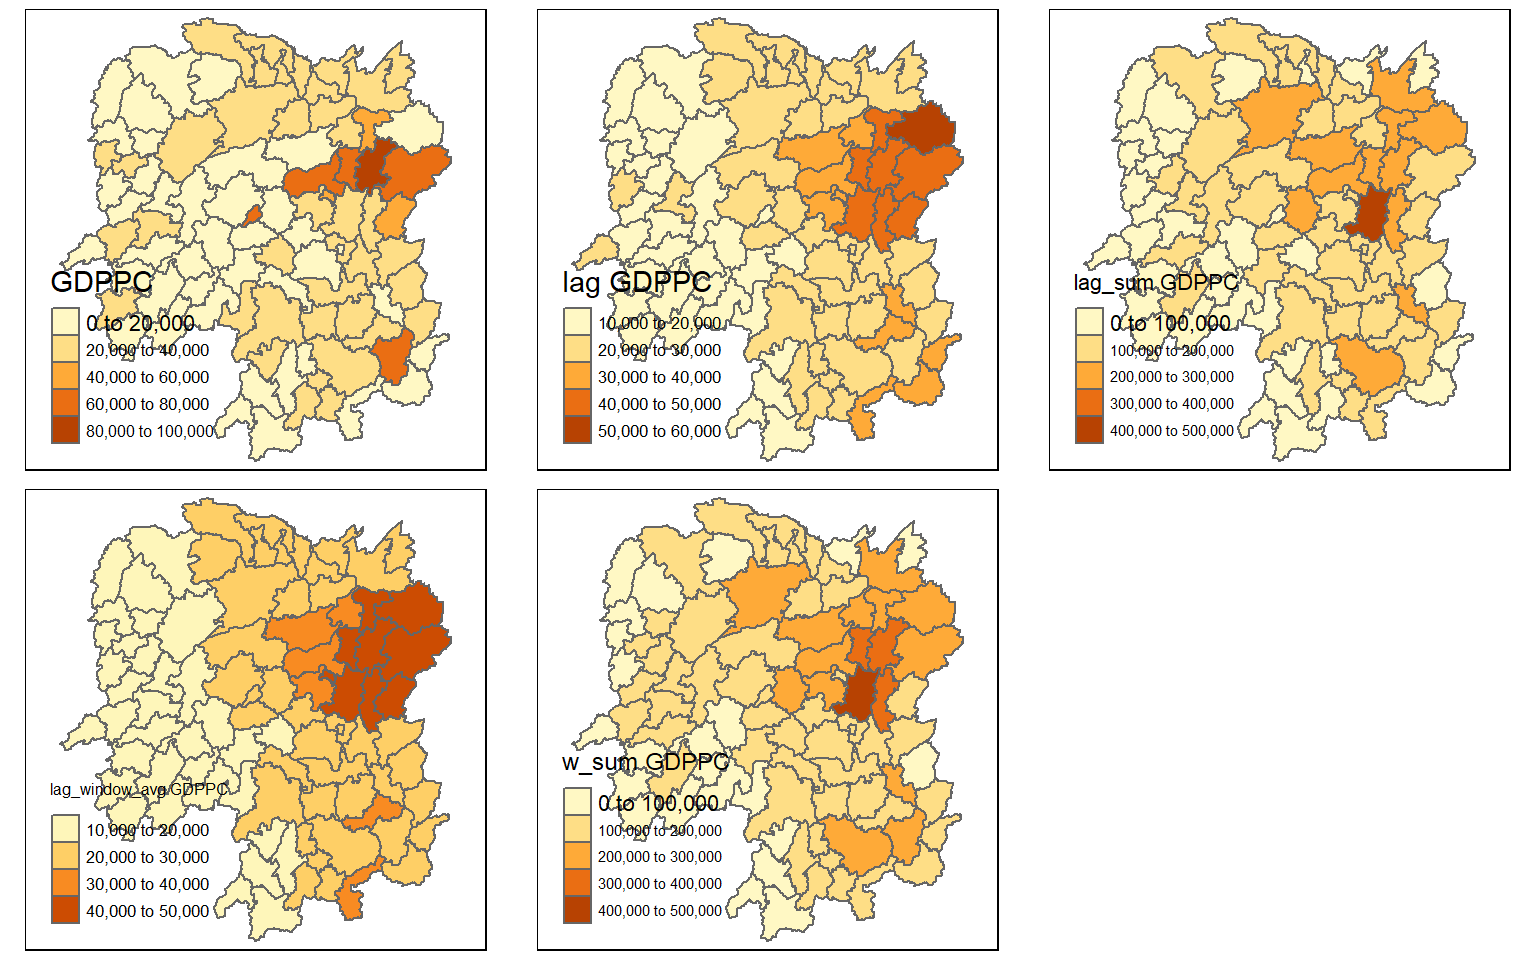 GDPPC
0 to 20,000
20,000 to 40,000
40,000 to 60,000
60,000 to 80,000
80,000 to 100,000
lag GDPPC
10,000 to 20,000
20,000 to 30,000
30,000 to 40,000
40,000 to 50,000
50,000 to 60,000
lag_sum GDPPC
0 to 100,000
100,000 to 200,000
200,000 to 300,000
300,000 to 400,000
400,000 to 500,000
lag_window_avg GDPPC
10,000 to 20,000
20,000 to 30,000
30,000 to 40,000
40,000 to 50,000
w_sum GDPPC
0 to 100,000
100,000 to 200,000
200,000 to 300,000
300,000 to 400,000
400,000 to 500,000